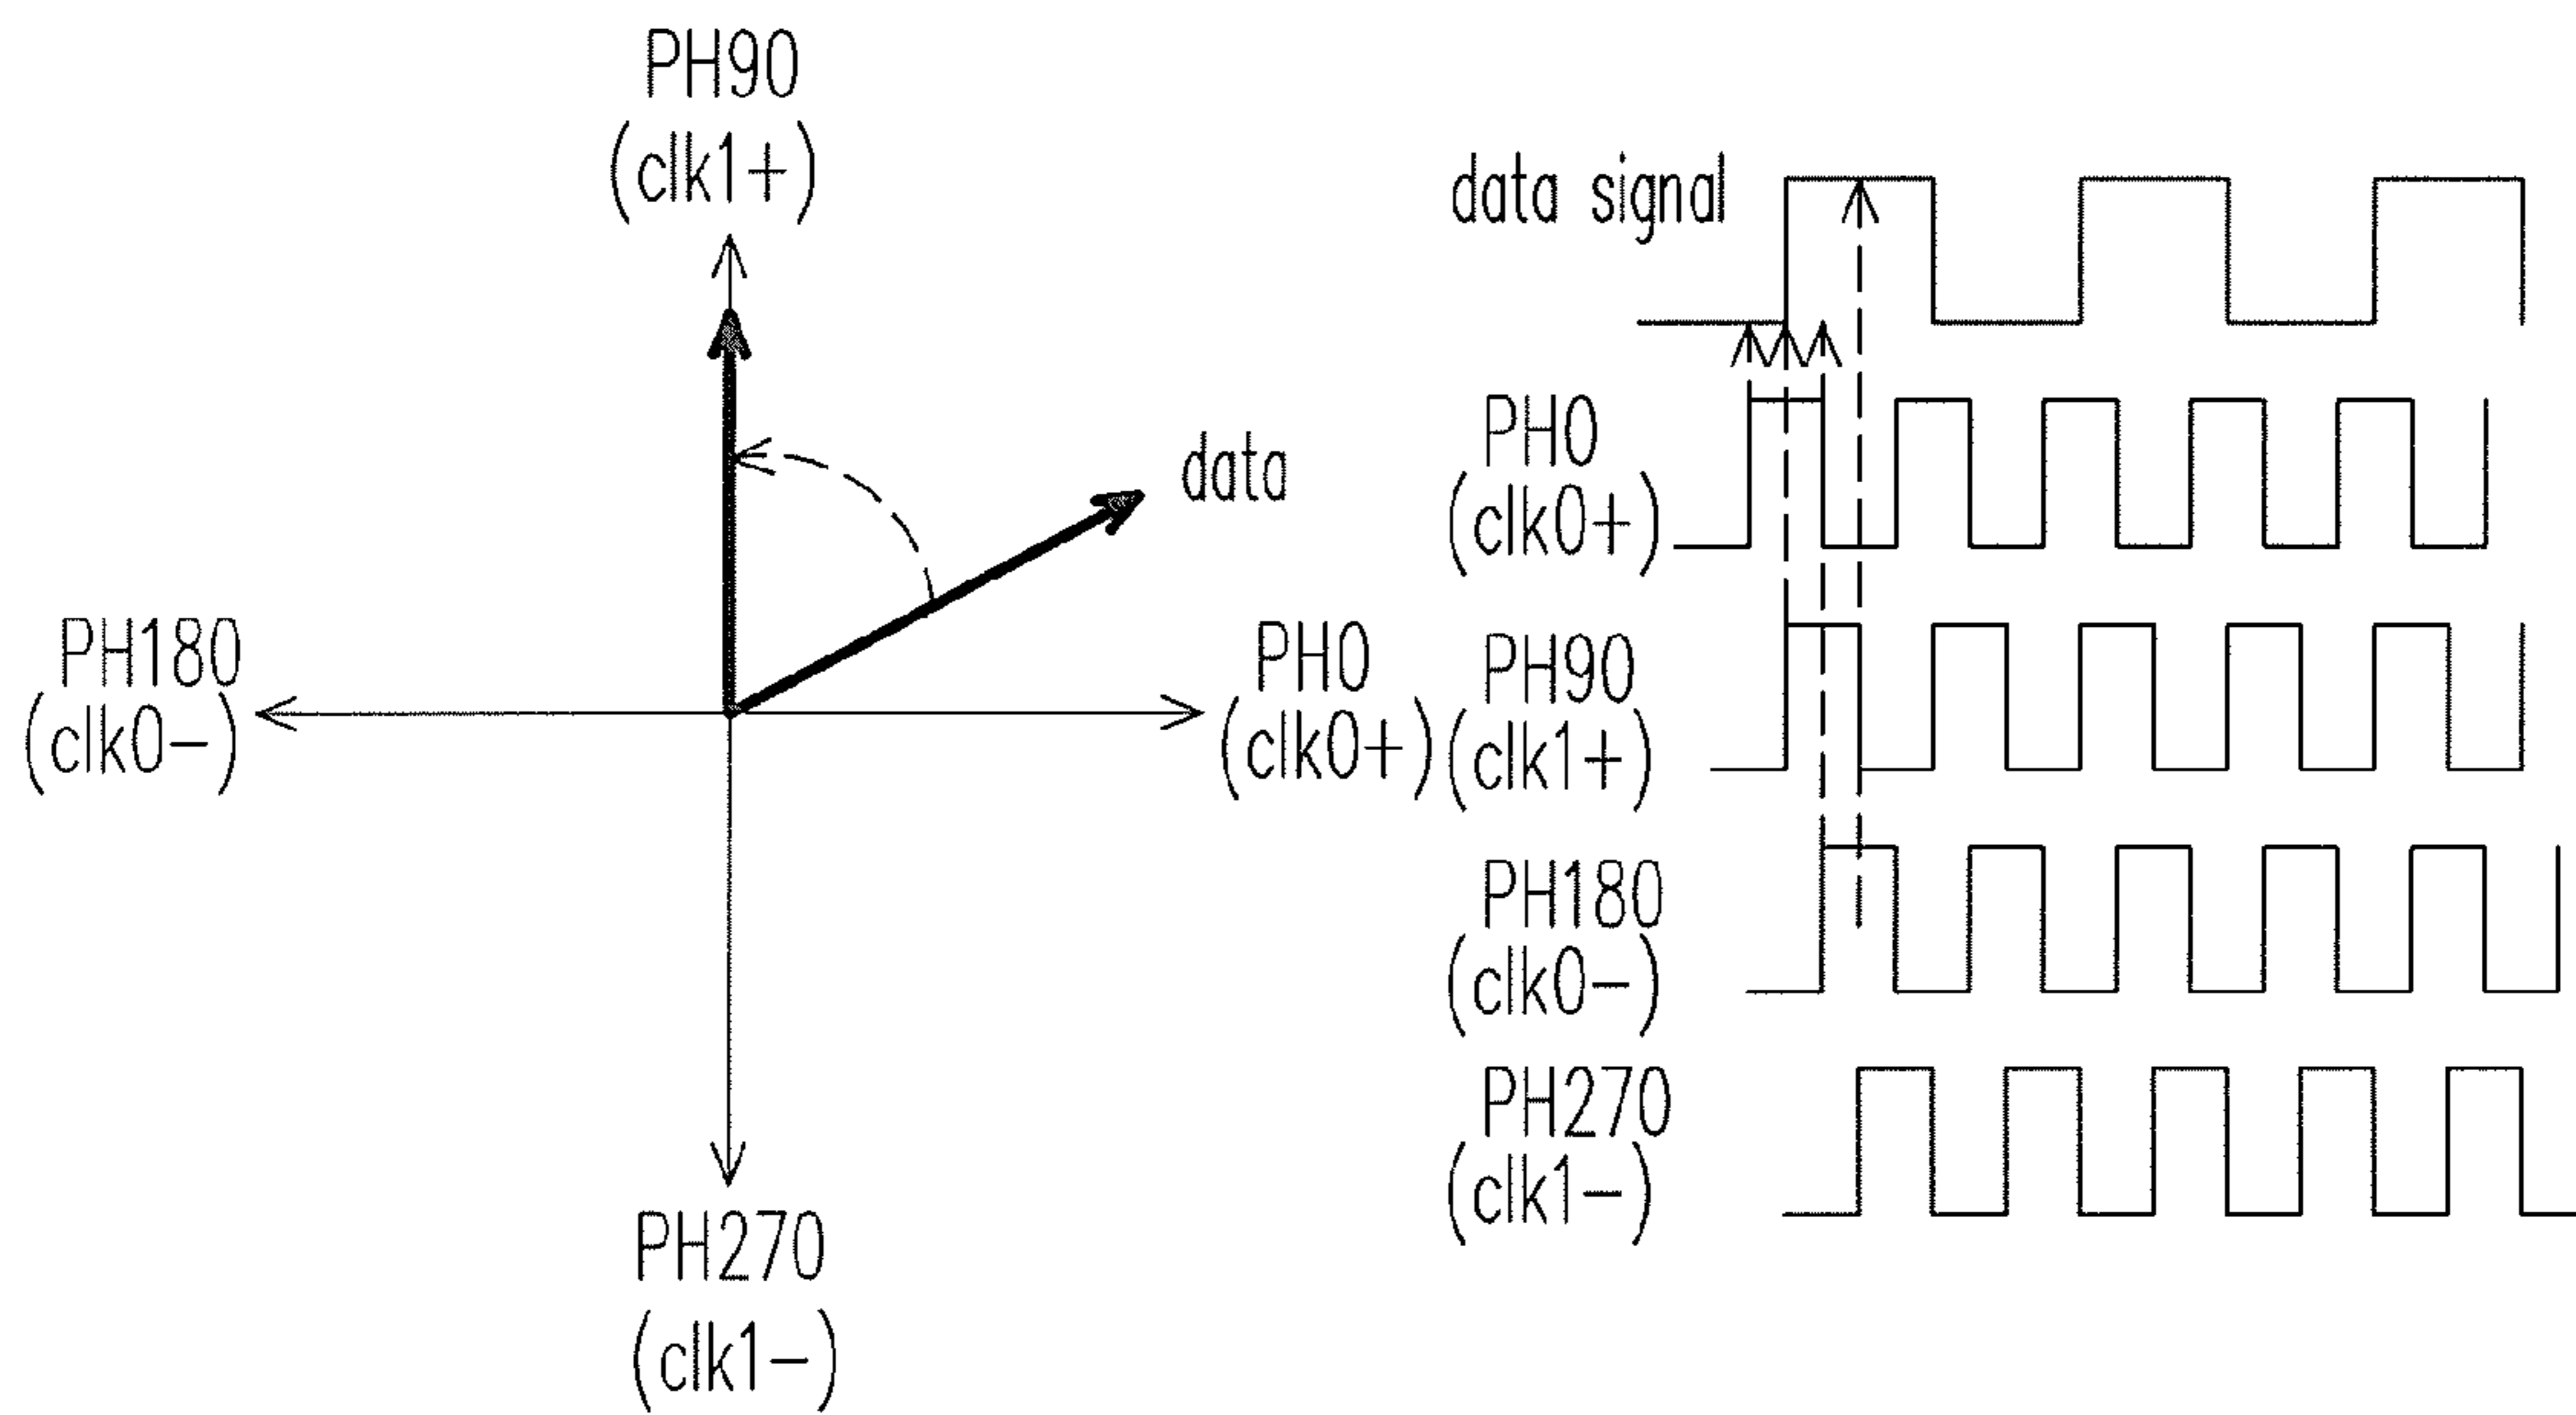 PH90
(clk1+)
data
PH180
(clk0-)
PH0
(clk0+)
PH270
(clk1-)
data signal
PH0
(clk0+)
PH90
(clk1+)
PH180
(clk0-)
PH270
(clk1-)